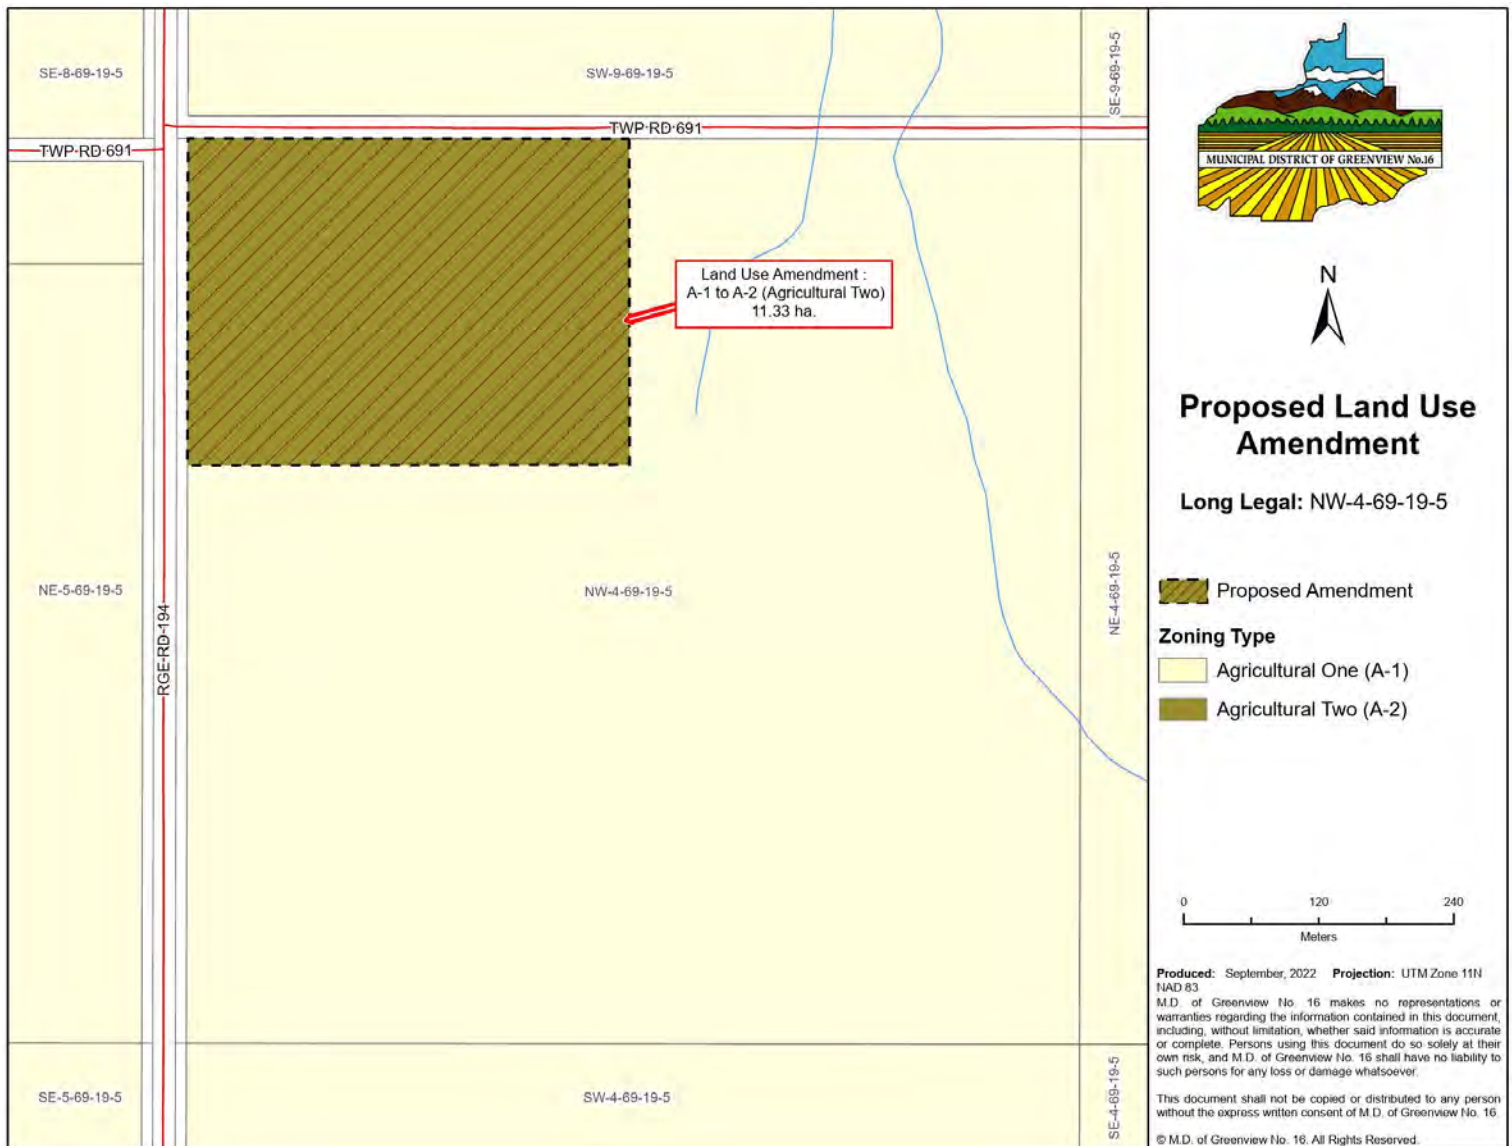 SE-8-69-19-5
SW-9-69-19-5
SE-9-69-19-5
TWP RD 691
TWP RD 691
Land Use Amendment :
A-1 to A-2 (Agricultural Two)
11.33 ha.
NE-5-69-19-5
RGE RD 194
NW-4-69-19-5
NE-4-69-19-5
SE-5-69-19-5
SW-4-69-19-5
SE-4-69-19-5
MUNICIPAL DISTRICT OF GREENVIEW No.16
N
Proposed Land Use
Amendment
Long Legal: NW-4-69-19-5
Proposed Amendment
Zoning Type
Agricultural One (A-1)
Agricultural Two (A-2)
0 120 240
Meters
Produced: September, 2022 Projection: UTM Zone 11N
NAD 83
M.D. of Greenview No. 16 makes no representations or
warranties regarding the information contained in this document,
including, without limitation, whether said information is accurate
or complete. Persons using this document do so solely at their
own risk, and M.D. of Greenview No. 16 shall have no liability to
such persons for any loss or damage whatsoever.
This document shall not be copied or distributed to any person
without the express written consent of M.D. of Greenview No. 16.
© M.D. of Greenview No. 16. All Rights Reserved.